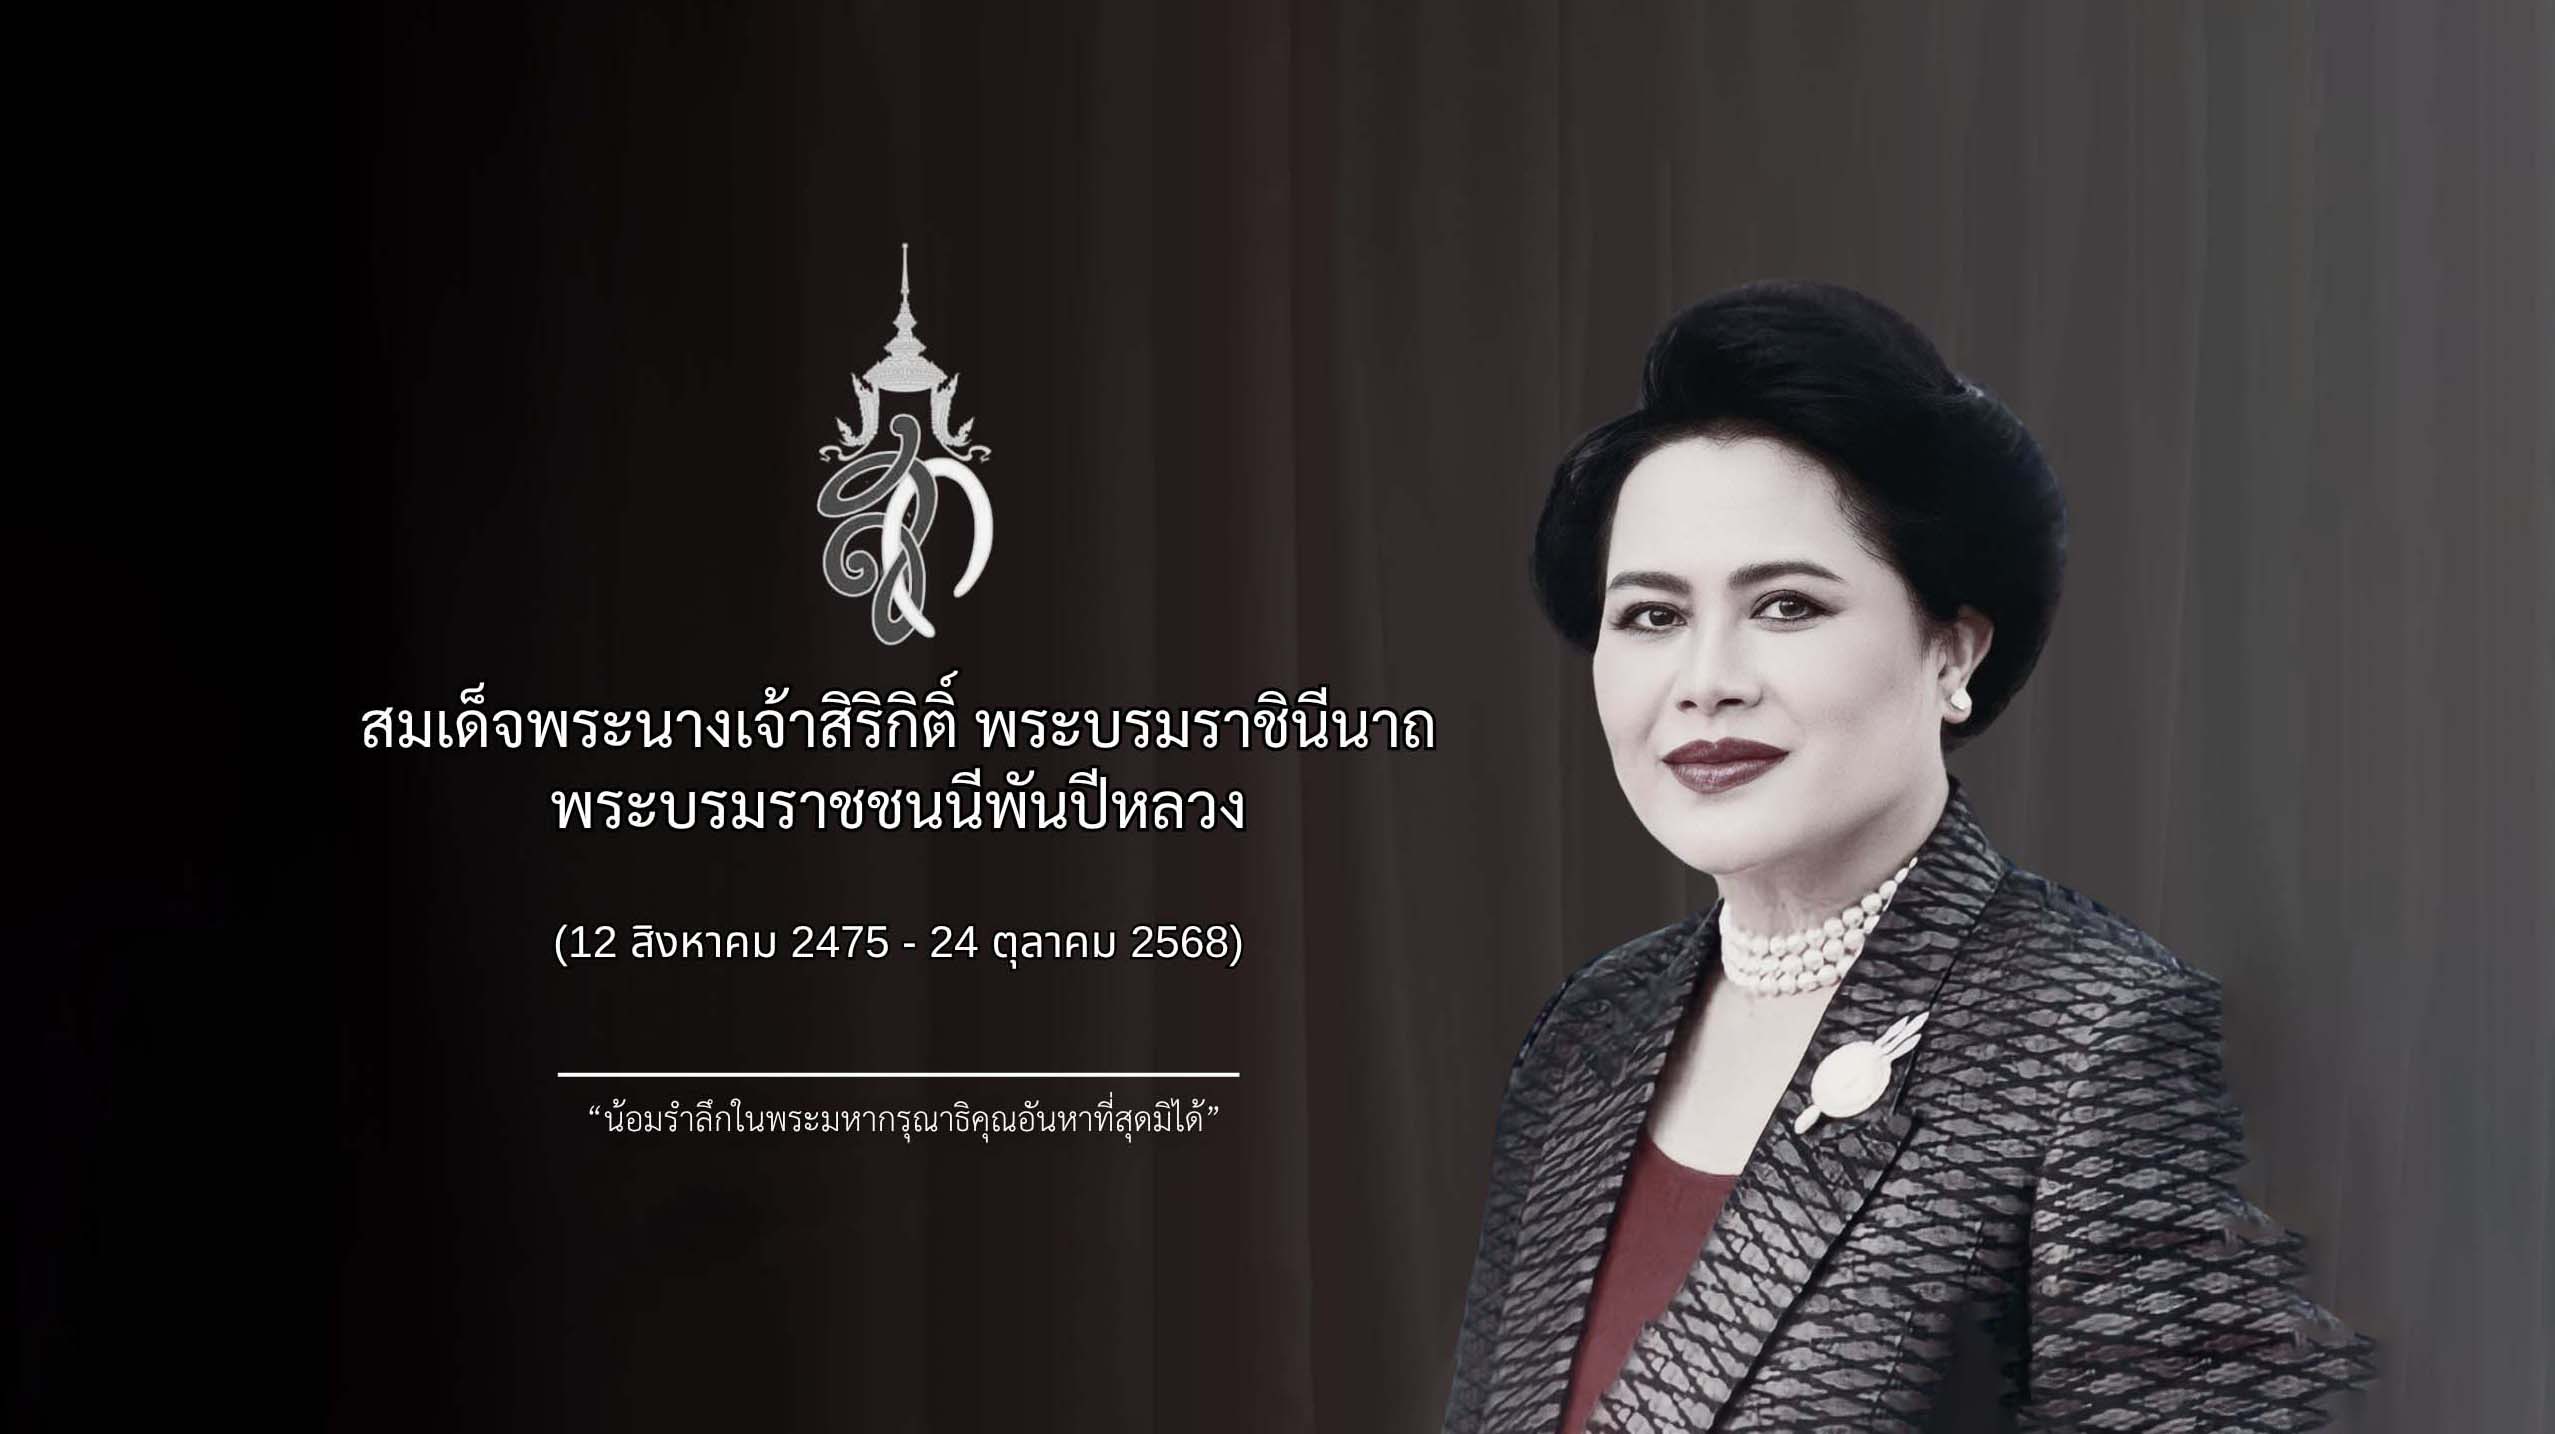 สมเด็จพระนางเจ้าสิริกิติ์ พระบรมราชินีนาถ
พระบรมราชชนนีพันปีหลวง
(12 สิงหาคม 2475 - 24 ตุลาคม 2568)
“น้อมรำลึกในพระมหากรุณาธิคุณอันหาที่สุดมิได้”